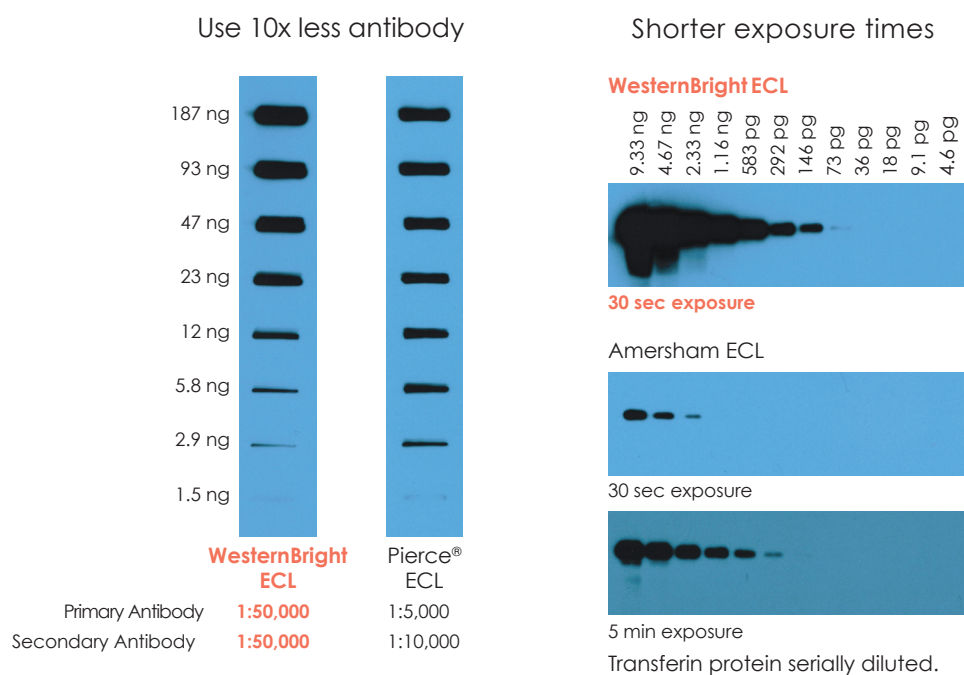 Use 10x less antibody
187 ng
93 ng
47 ng
23 ng
12 ng
5.8 ng
2.9 ng
1.5 ng
WesternBright
ECL
Pierce®
ECL
Primary Antibody 1:50,000 1:5,000
Secondary Antibody 1:50,000 1:10,000
Shorter exposure times
WesternBright ECL
9.33 ng
4.67 ng
2.33 ng
1.16 ng
583 pg
292 pg
146 pg
73 pg
36 pg
18 pg
9.1 pg
4.6 pg
30 sec exposure
Amersham ECL
30 sec exposure
5 min exposure
Transferin protein serially diluted.